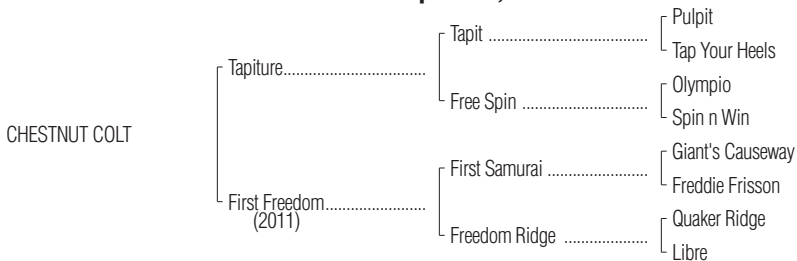 Pulpit
Tapit ......................................
Tap Your Heels
Tapiture..................................
Olympio
Free Spin ..............................
Spin n Win
CHESTNUT COLT
Giant's Causeway
First Samurai ........................
Freddie Frisson
First Freedom........................
(2011)
Quaker Ridge
Freedom Ridge ....................
Libre